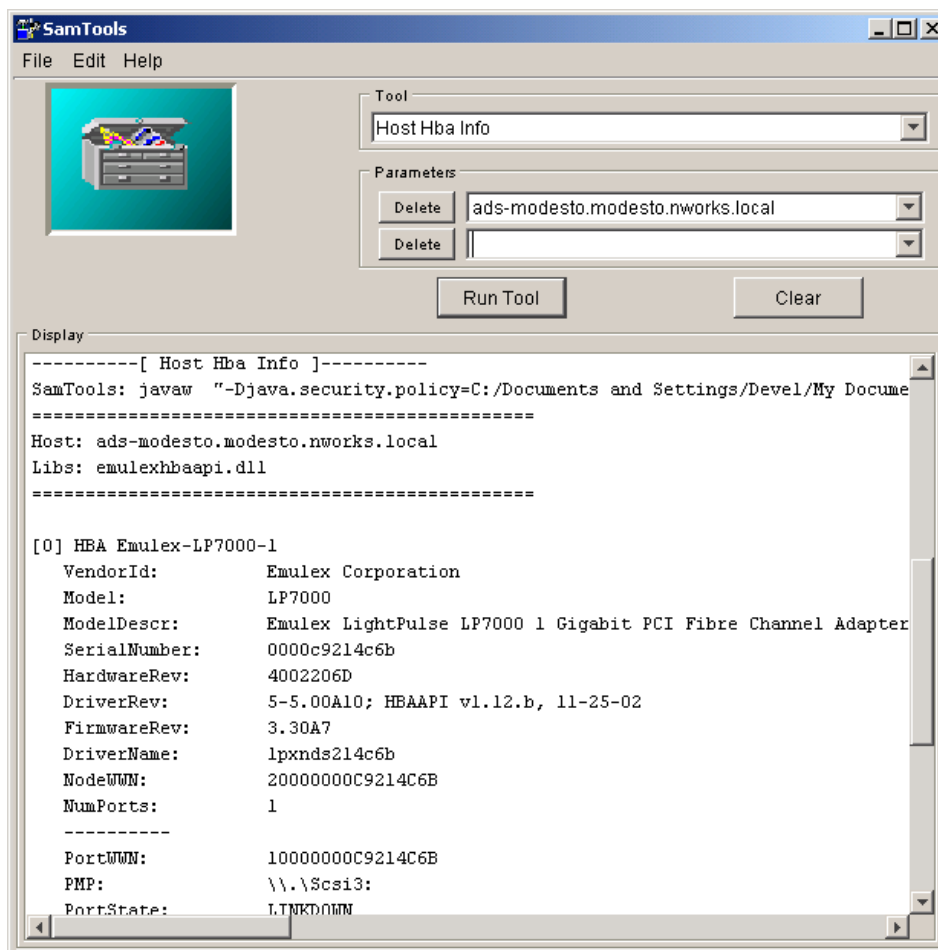 SamTools
File Edit Help
Tool
Host Hba Info
Parameters
Delete ads-modesto.modesto.nworks.local
Delete
Run Tool Clear
Display
----------[ Host Hba Info ]----------
SamTools: javaw "-Djava.security.policy=C:/Documents and Settings/Devel/My Docume
===============================================
Host: ads-modesto.modesto.nworks.local
Libs: emulexhbaapi.dll
===============================================
[0] HBA Emulex-LP7000-1
VendorId: Emulex Corporation
Model: LP7000
ModelDescr: Emulex LightPulse LP7000 1 Gigabit PCI Fibre Channel Adapter
SerialNumber: 0000c9214c6b
HardwareRev: 4002206D
DriverRev: 5-5.00A10; HBAAPI v1.12.b, 11-25-02
FirmwareRev: 3.30A7
DriverName: lpxnds214c6b
NodeWWN: 20000000C9214C6B
NumPorts: 1
----------
PortWWN: 10000000C9214C6B
PMP: \\.\Scsi3:
PortState: LINKDOWN